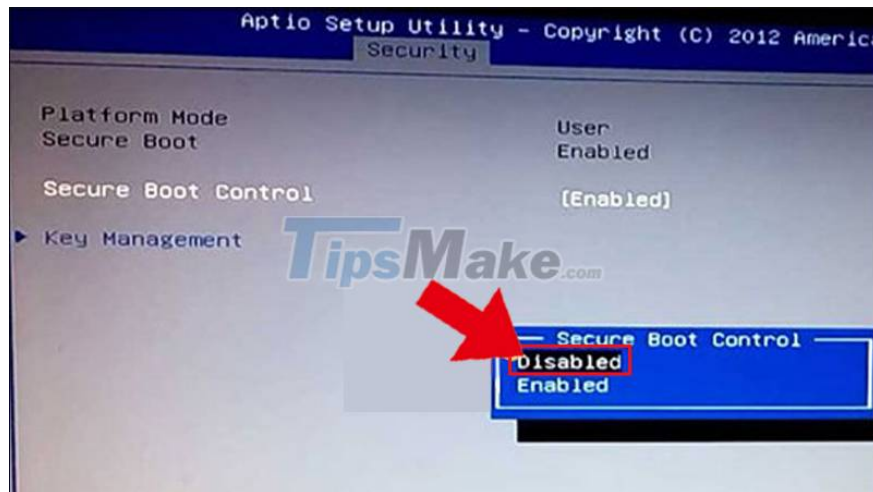 Aptio Setup Utility - Copyright (C) 2012 Americ
Security
Platform Mode User
Secure Boot Enabled
Secure Boot Control [Enabled]
Key Management
TipsMake.com
Secure Boot Control
Disabled
Enabled